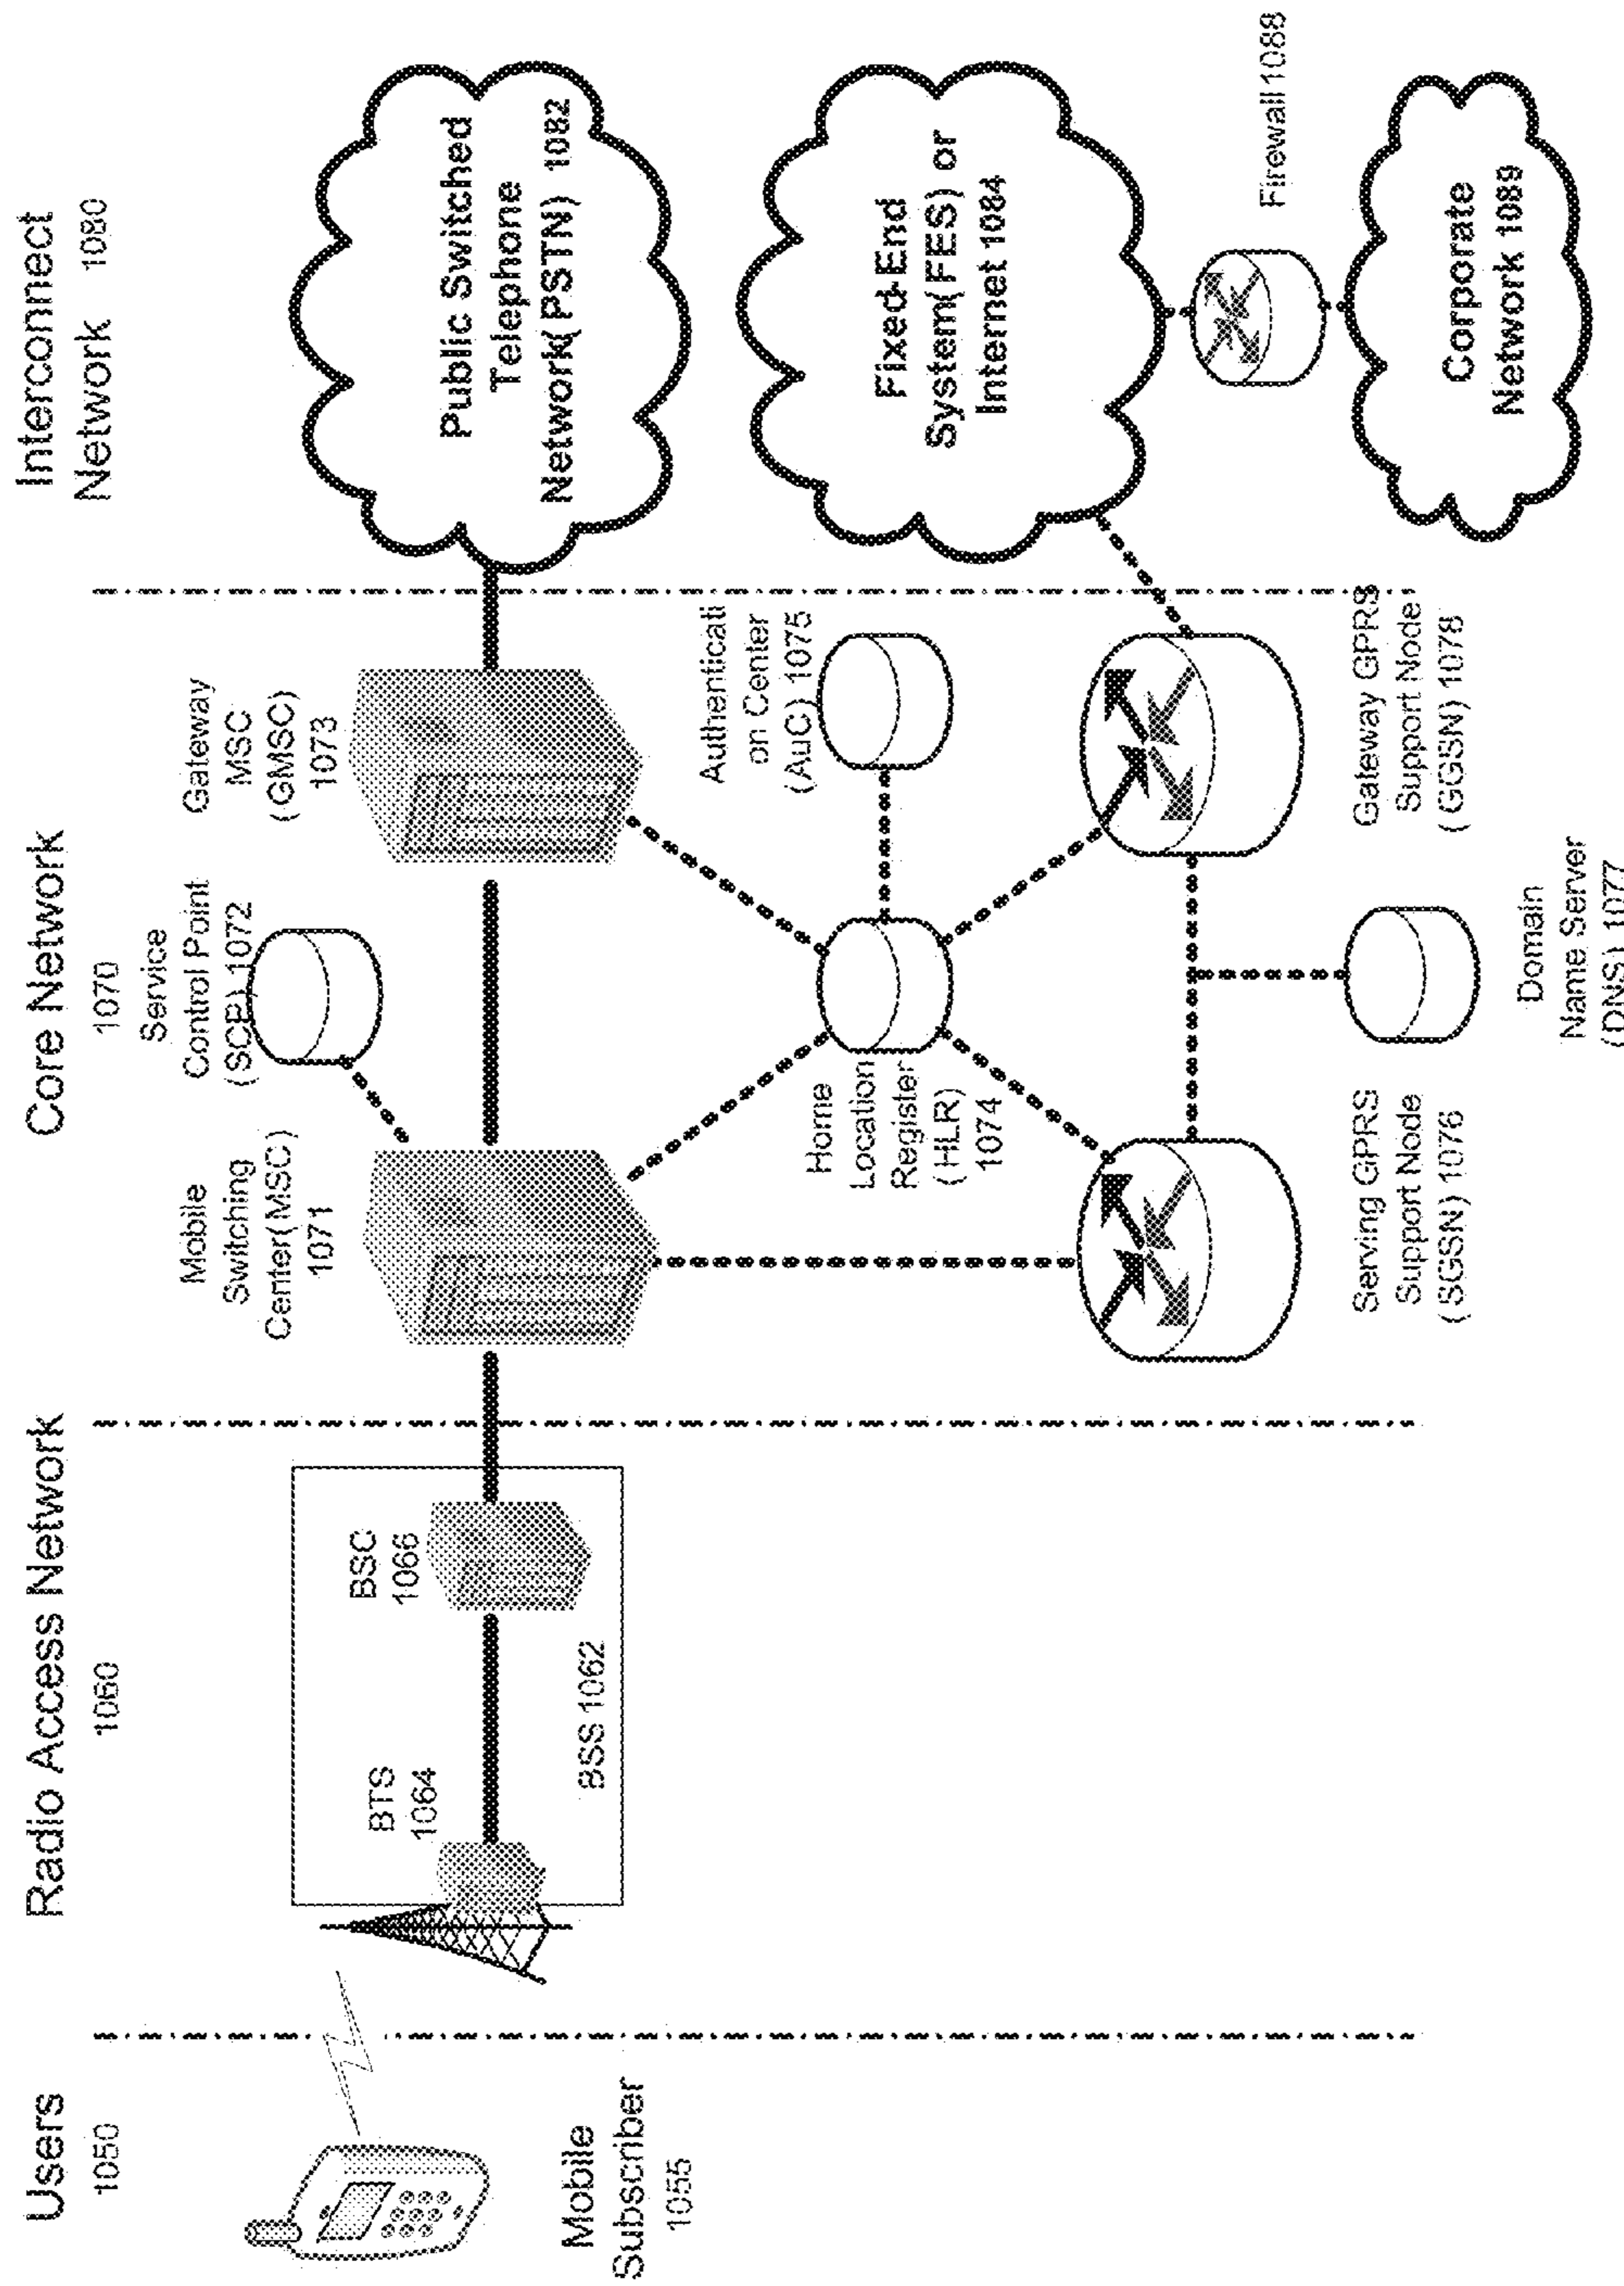 Users
1050
Radio Access Network
1060
Core Network
1070
Interconnect
Network 1080
Mobile
Subscriber
1055
BTS
1064
BSC
1066
BSS 1062
Mobile
Switching
Center(MSC)
1071
Service
Control Point
(SCP) 1072
Gateway
MSC
(GMSC)
1073
Home
Location
Register
(HLR)
1074
Authenticati
on Center
(AuC) 1075
Serving GPRS
Support Node
(SGSN) 1076
Domain
Name Server
(DNS) 1077
Gateway GPRS
Support Node
(GGSN) 1078
Public Switched
Telephone
Network(PSTN) 1082
Fixed-End
System(FES) or
Internet 1084
Firewall 1088
Corporate
Network 1089